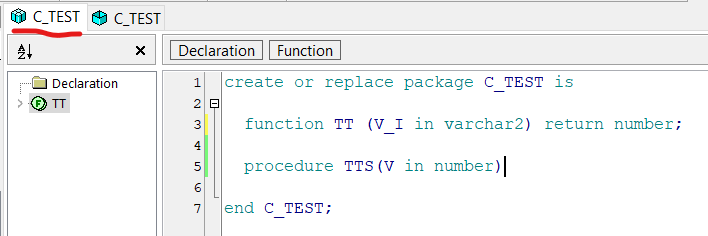 C_TEST C_TEST
A
Z
Declaration Function
Declaration
F TT
1 create or replace package C_TEST is
2
3 function TT (V_I in varchar2) return number;
4
5 procedure TTS(V in number)
6
7 end C_TEST;